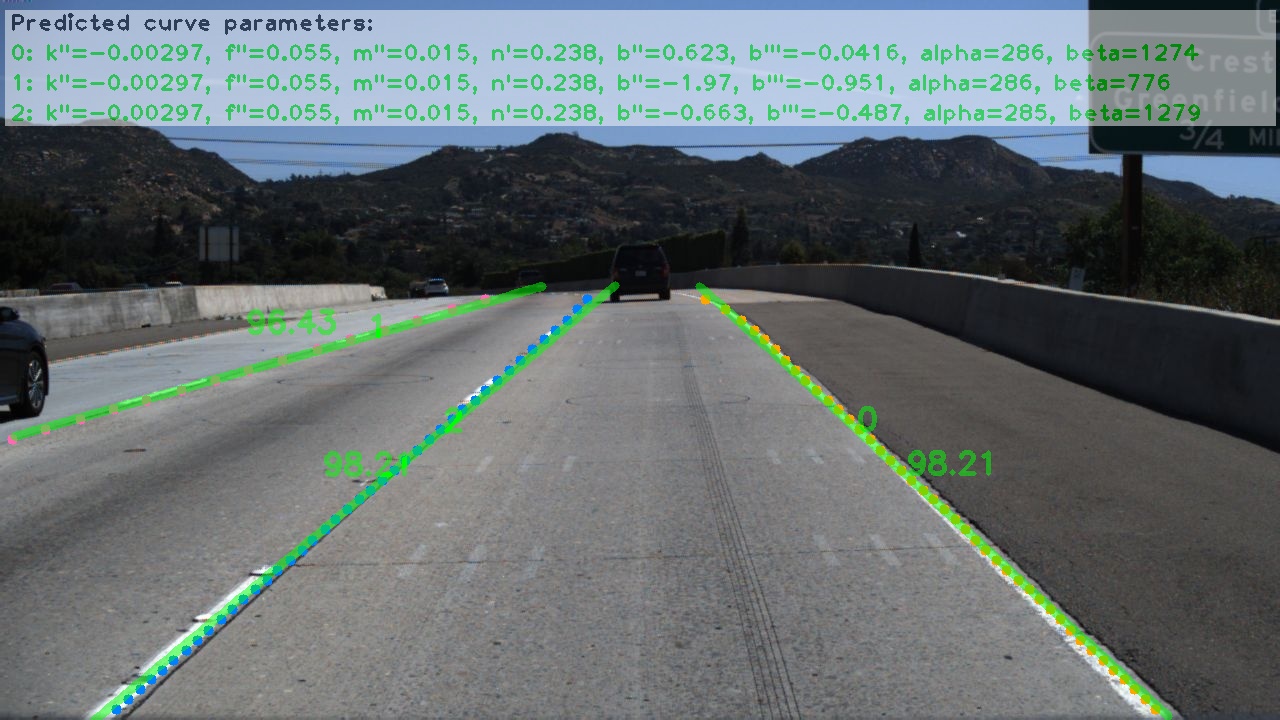 Predicted curve parameters:
0: k''=-0.00297, f''=0.055, m''=0.015, n'=0.238, b''=0.623, b'''=-0.0416, alpha=286, beta=1274
1: k''=-0.00297, f''=0.055, m''=0.015, n'=0.238, b''=-1.97, b'''=-0.951, alpha=286, beta=776
2: k''=-0.00297, f''=0.055, m''=0.015, n'=0.238, b''=-0.663, b'''=-0.487, alpha=285, beta=1279
Crest
Greenfield
3/4 MI
96.43 1
2
0
98.21
98.21